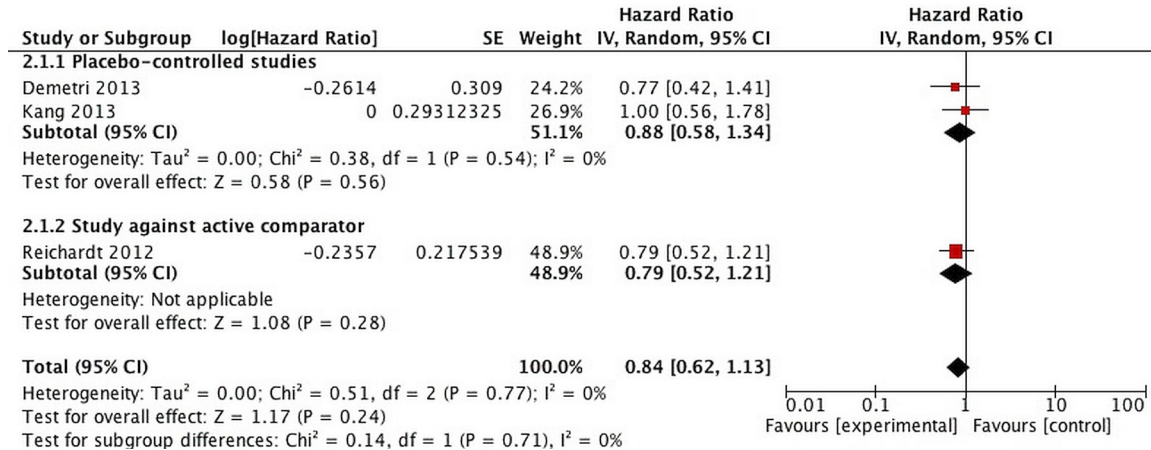 Hazard Ratio Hazard Ratio
Study or Subgroup log[Hazard Ratio] SE Weight IV, Random, 95% CI IV, Random, 95% CI
2.1.1 Placebo-controlled studies
Demetri 2013 -0.2614 0.309 24.2% 0.77 [0.42, 1.41]
Kang 2013 0 0.29312325 26.9% 1.00 [0.56, 1.78]
Subtotal (95% CI) 51.1% 0.88 [0.58, 1.34]
Heterogeneity: Tau² = 0.00; Chi² = 0.38, df = 1 (P = 0.54); I² = 0%
Test for overall effect: Z = 0.58 (P = 0.56)
2.1.2 Study against active comparator
Reichardt 2012 -0.2357 0.217539 48.9% 0.79 [0.52, 1.21]
Subtotal (95% CI) 48.9% 0.79 [0.52, 1.21]
Heterogeneity: Not applicable
Test for overall effect: Z = 1.08 (P = 0.28)
Total (95% CI) 100.0% 0.84 [0.62, 1.13]
Heterogeneity: Tau² = 0.00; Chi² = 0.51, df = 2 (P = 0.77); I² = 0%
Test for overall effect: Z = 1.17 (P = 0.24)
Test for subgroup differences: Chi² = 0.14, df = 1 (P = 0.71), I² = 0%
0.01 0.1 1 10 100
Favours [experimental] Favours [control]